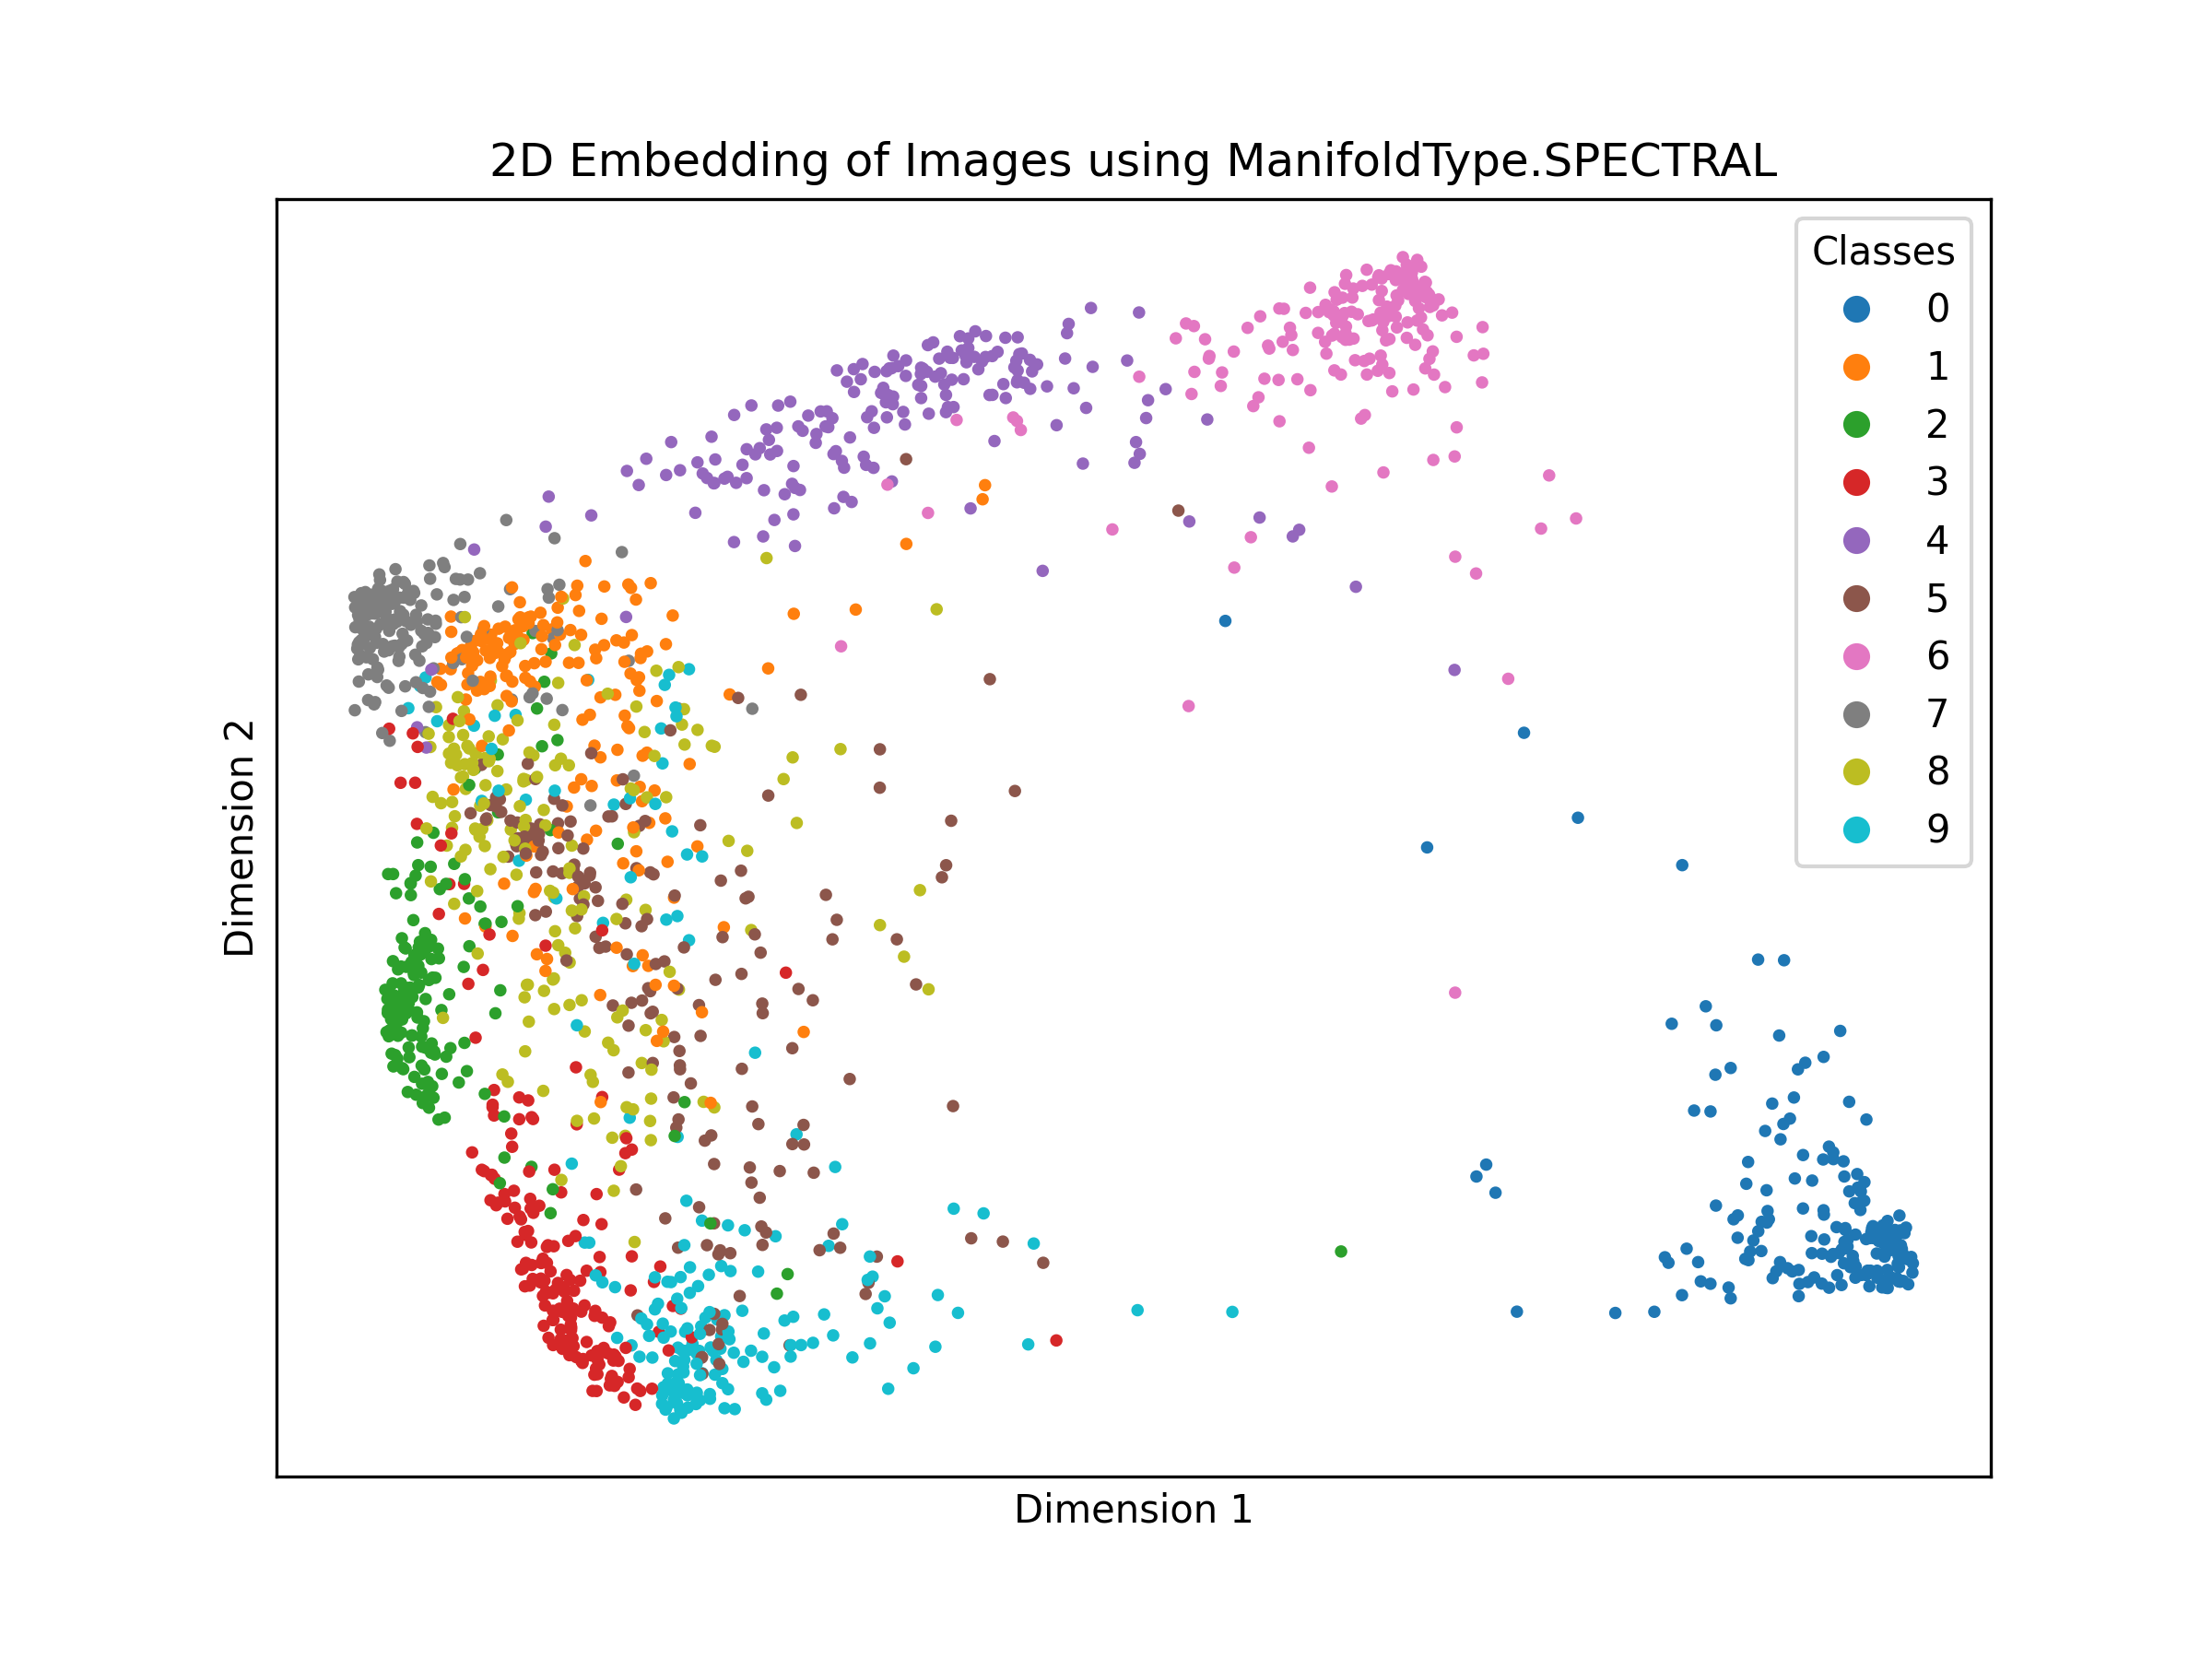 2D Embedding of Images using ManifoldType.SPECTRAL
Classes
0
1
2
3
4
5
6
7
8
9
Dimension 2
Dimension 1